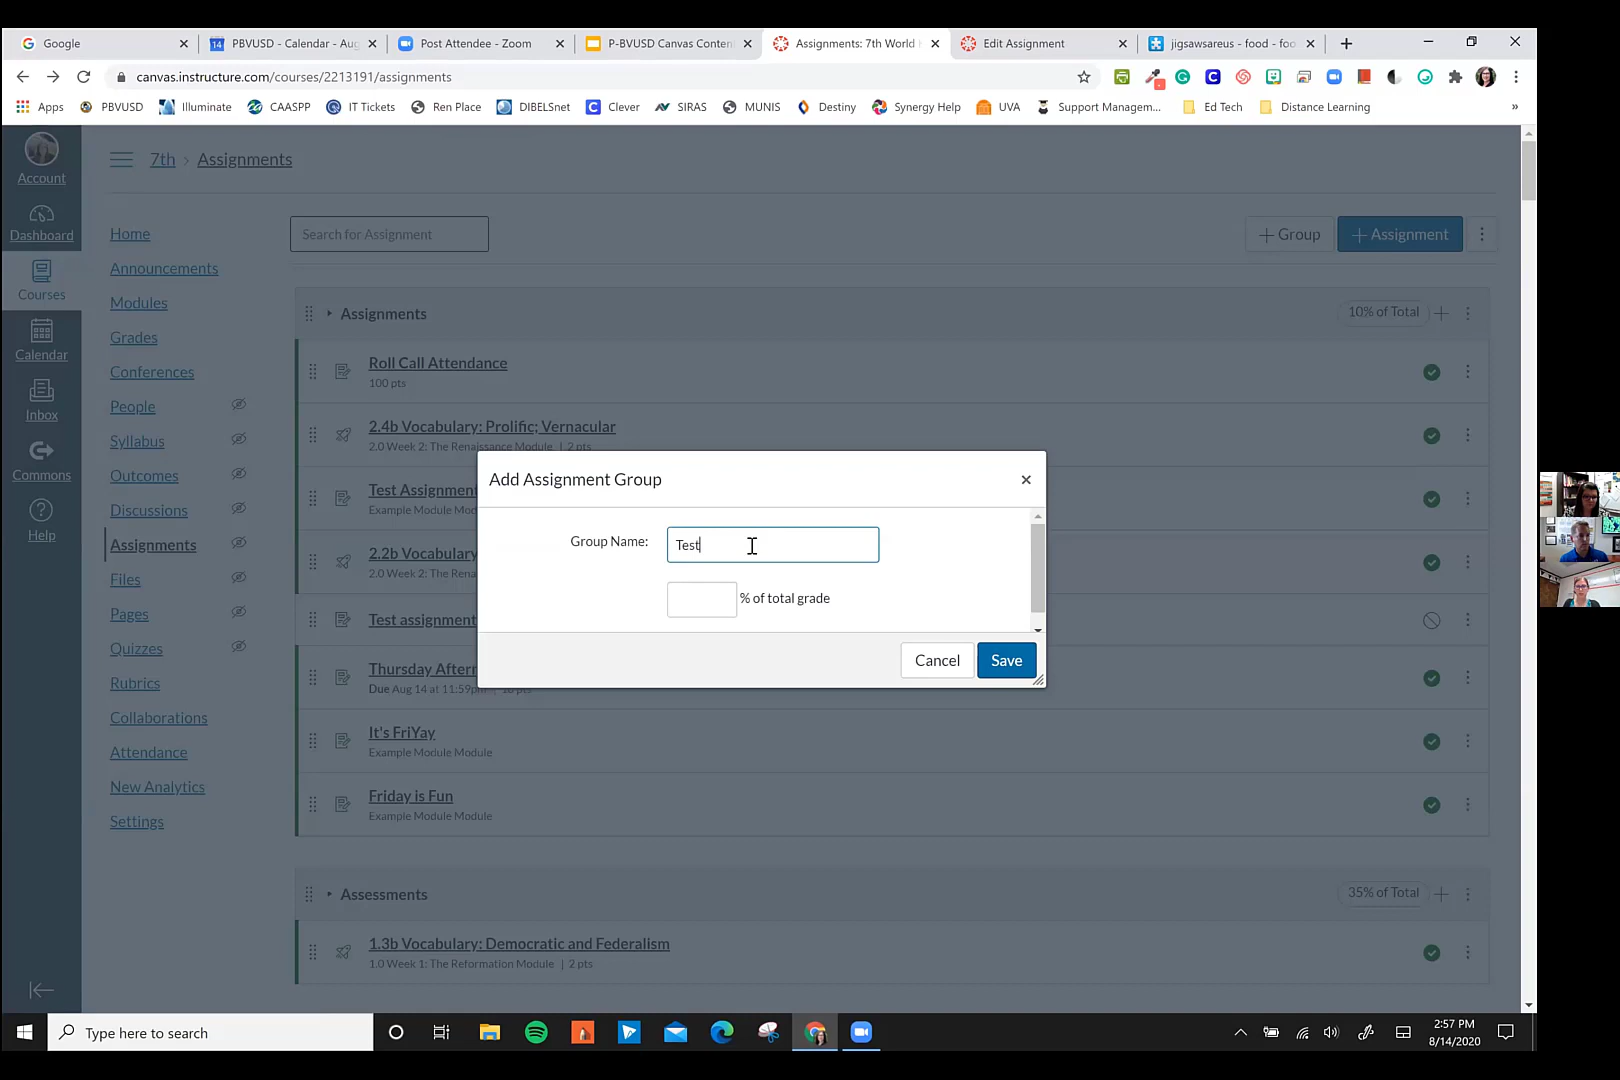 Google
14
PBVUSD - Calendar - Aug
Post Attendee - Zoom
P-BVUSD Canvas Conten
Assignments: 7th World
Edit Assignment
jigsawsareus - food - foo
canvas.instructure.com/courses/2213191/assignments
Apps
PBVUSD
Illuminate
CAASPP
IT Tickets
Ren Place
DIBELSnet
Clever
SIRAS
MUNIS
Destiny
Synergy Help
UVA
Support Managem...
Ed Tech
Distance Learning
Account
Dashboard
Courses
Calendar
Inbox
Commons
Help
7th › Assignments
Home
Announcements
Modules
Grades
Conferences
People
Syllabus
Outcomes
Discussions
Assignments
Files
Pages
Quizzes
Rubrics
Collaborations
Attendance
New Analytics
Settings
Search for Assignment
+ Group
+ Assignment
Assignments
10% of Total
Roll Call Attendance
100 pts
2.4b Vocabulary: Prolific; Vernacular
2.0 Week 2: The Renaissance Module | 2 pts
Test Assignment
Example Mod
2.2b Vocabulary
2.0 Week 2: The Rena
Test assignment
Thursday After
Due Aug 14 at 11:59p
It's FriYay
Example Module Module
Friday is Fun
Example Module Module
Assessments
35% of Total
1.3b Vocabulary: Democratic and Federalism
1.0 Week 1: The Reformation Module | 2 pts
Add Assignment Group
Group Name:
Test
% of total grade
Cancel
Save
Type here to search
2:57 PM
8/14/2020